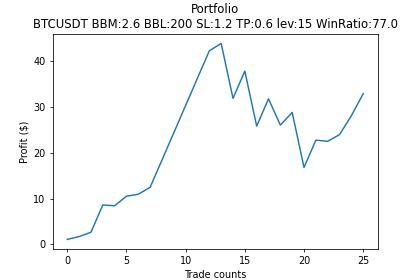 Portfolio
BTCUSDT BBM:2.6 BBL:200 SL:1.2 TP:0.6 lev:15 WinRatio:77.0
Profit ($)
40
30
20
10
0
0 5 10 15 20 25
Trade counts